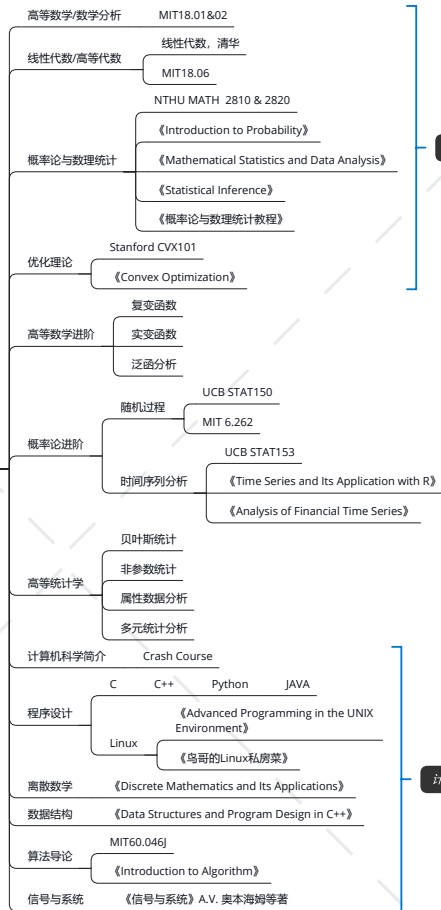 高等数学/数学分析 MIT18.01&02
线性代数/高等代数
线性代数，清华
MIT18.06
概率论与数理统计
NTHU MATH 2810 & 2820
《Introduction to Probability》
《Mathematical Statistics and Data Analysis》
《Statistical Inference》
《概率论与数理统计教程》
优化理论
Stanford CVX101
《Convex Optimization》
高等数学进阶
复变函数
实变函数
泛函分析
概率论进阶
随机过程
UCB STAT150
MIT 6.262
时间序列分析
UCB STAT153
《Time Series and Its Application with R》
《Analysis of Financial Time Series》
高等统计学
贝叶斯统计
非参数统计
属性数据分析
多元统计分析
计算机科学简介 Crash Course
程序设计
C C++ Python JAVA
Linux
《Advanced Programming in the UNIX
Environment》
《鸟哥的Linux私房菜》
离散数学 《Discrete Mathematics and Its Applications》
数据结构 《Data Structures and Program Design in C++》
算法导论
MIT60.046J
《Introduction to Algorithm》
信号与系统 《信号与系统》A.V. 奥本海姆等著
计